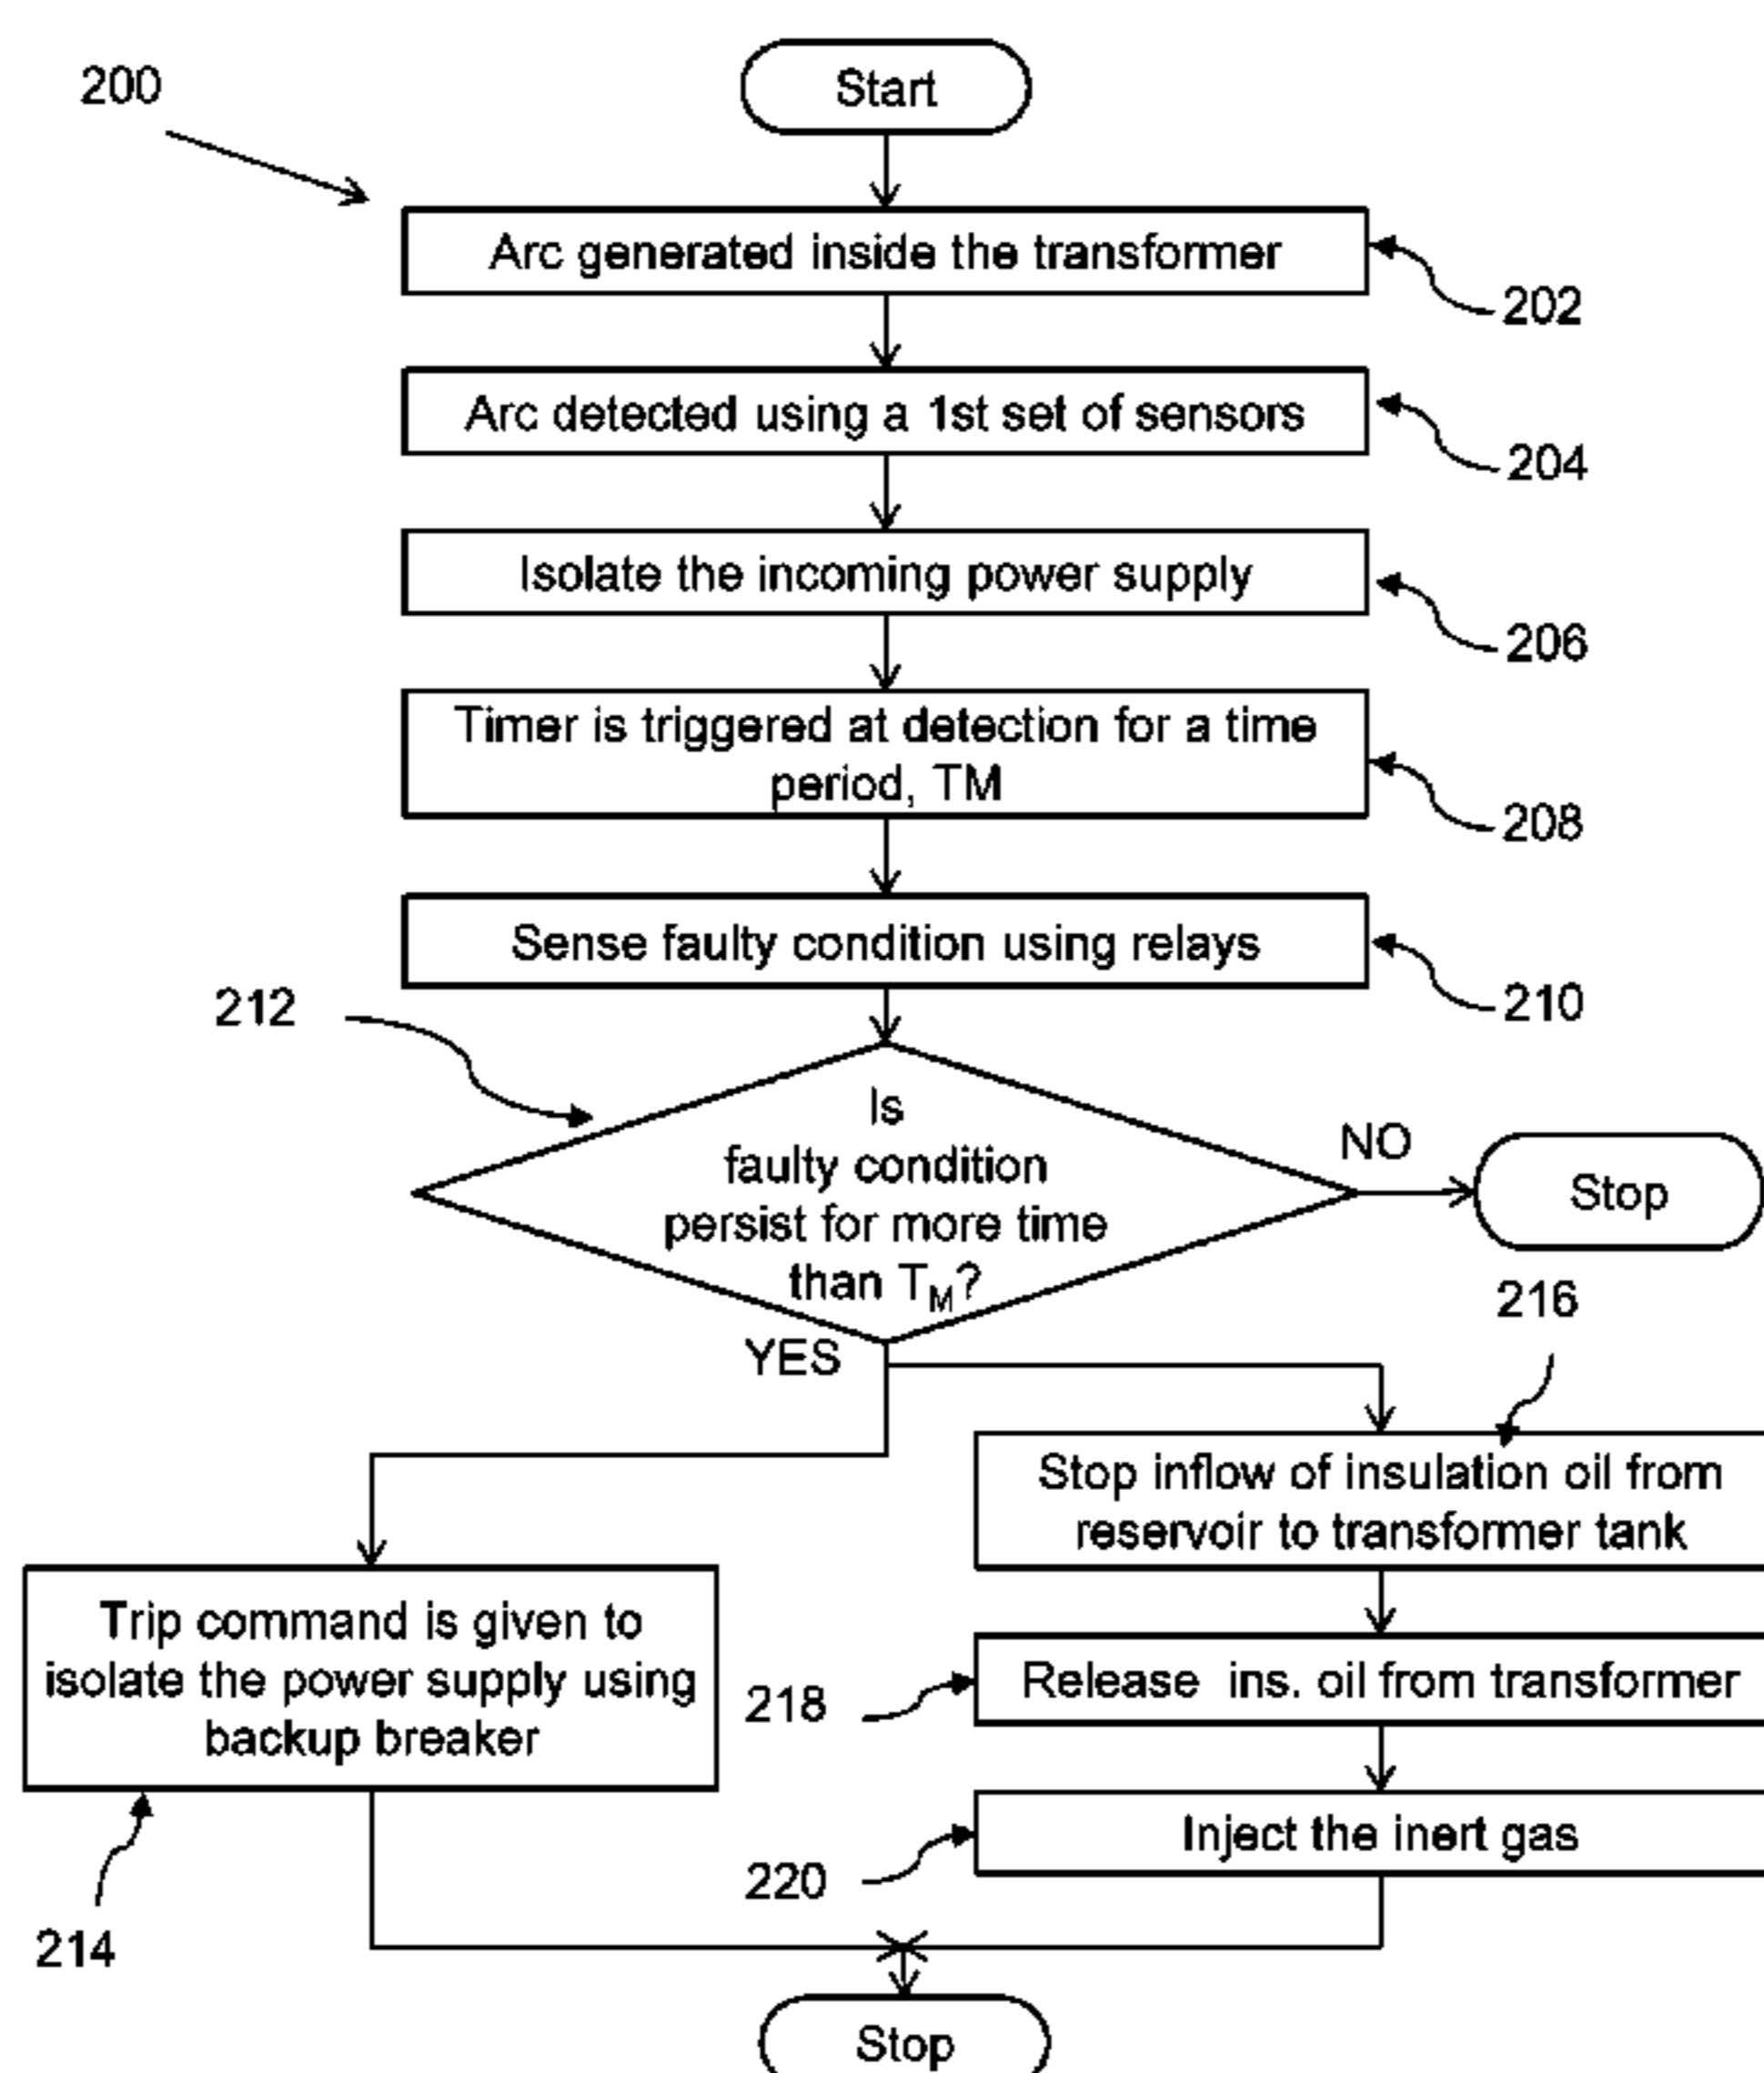 200
Start
Arc generated inside the transformer
202
Arc detected using a 1st set of sensors
204
Isolate the incoming power supply
206
Timer is triggered at detection for a time
period, TM
208
Sense faulty condition using relays
210
212
Is
faulty condition
persist for more time
than TM?
NO
Stop
YES
216
Stop inflow of insulation oil from
reservoir to transformer tank
Trip command is given to
isolate the power supply using
backup breaker
214
218
Release ins. oil from transformer
220
Inject the inert gas
Stop